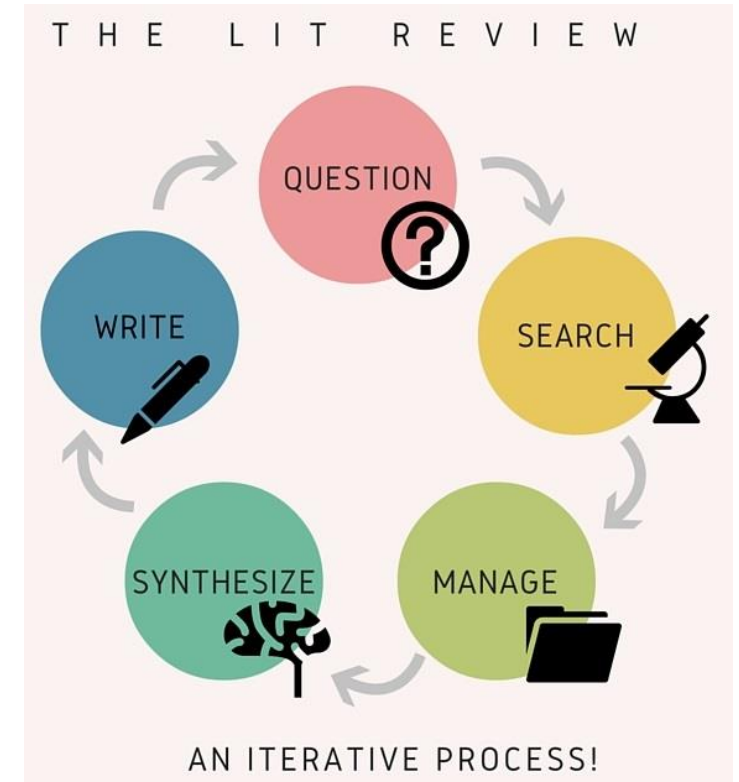 THE LIT REVIEW
QUESTION
?
SEARCH
MANAGE
SYNTHESIZE
WRITE
AN ITERATIVE PROCESS!